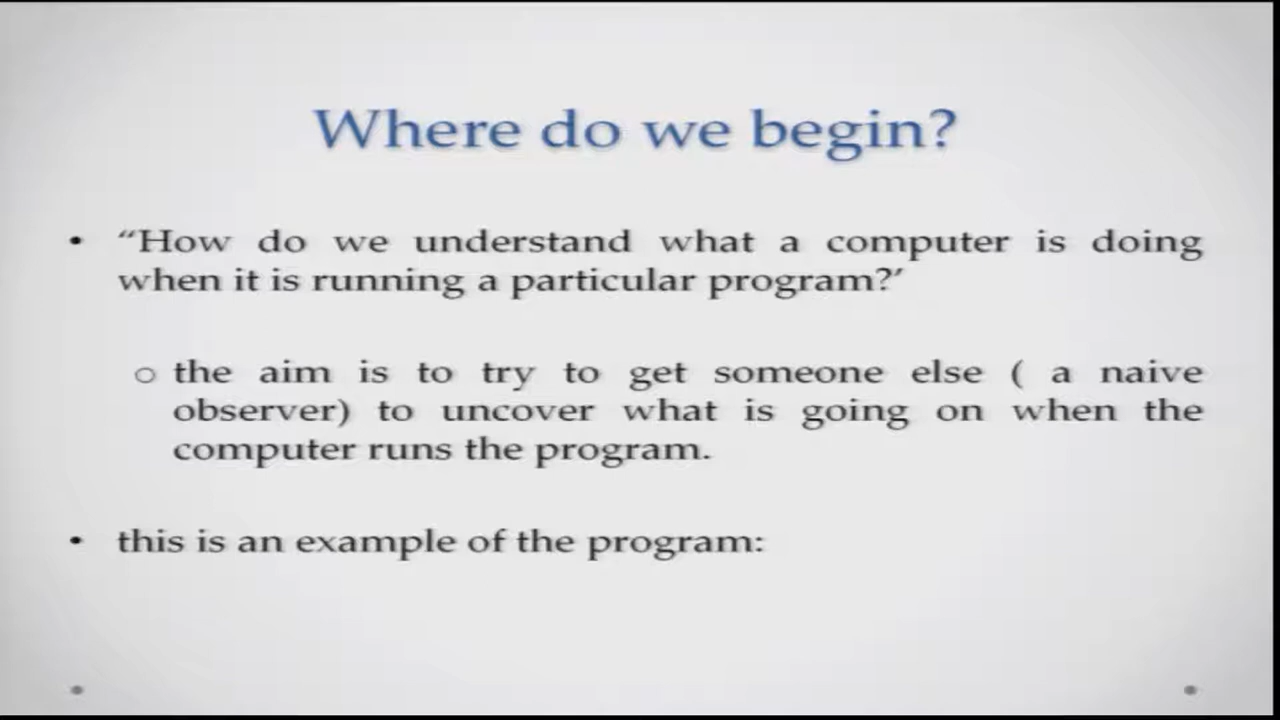 Where do we begin?
• “How do we understand what a computer is doing
when it is running a particular program?’
o the aim is to try to get someone else ( a naive
observer) to uncover what is going on when the
computer runs the program.
• this is an example of the program: